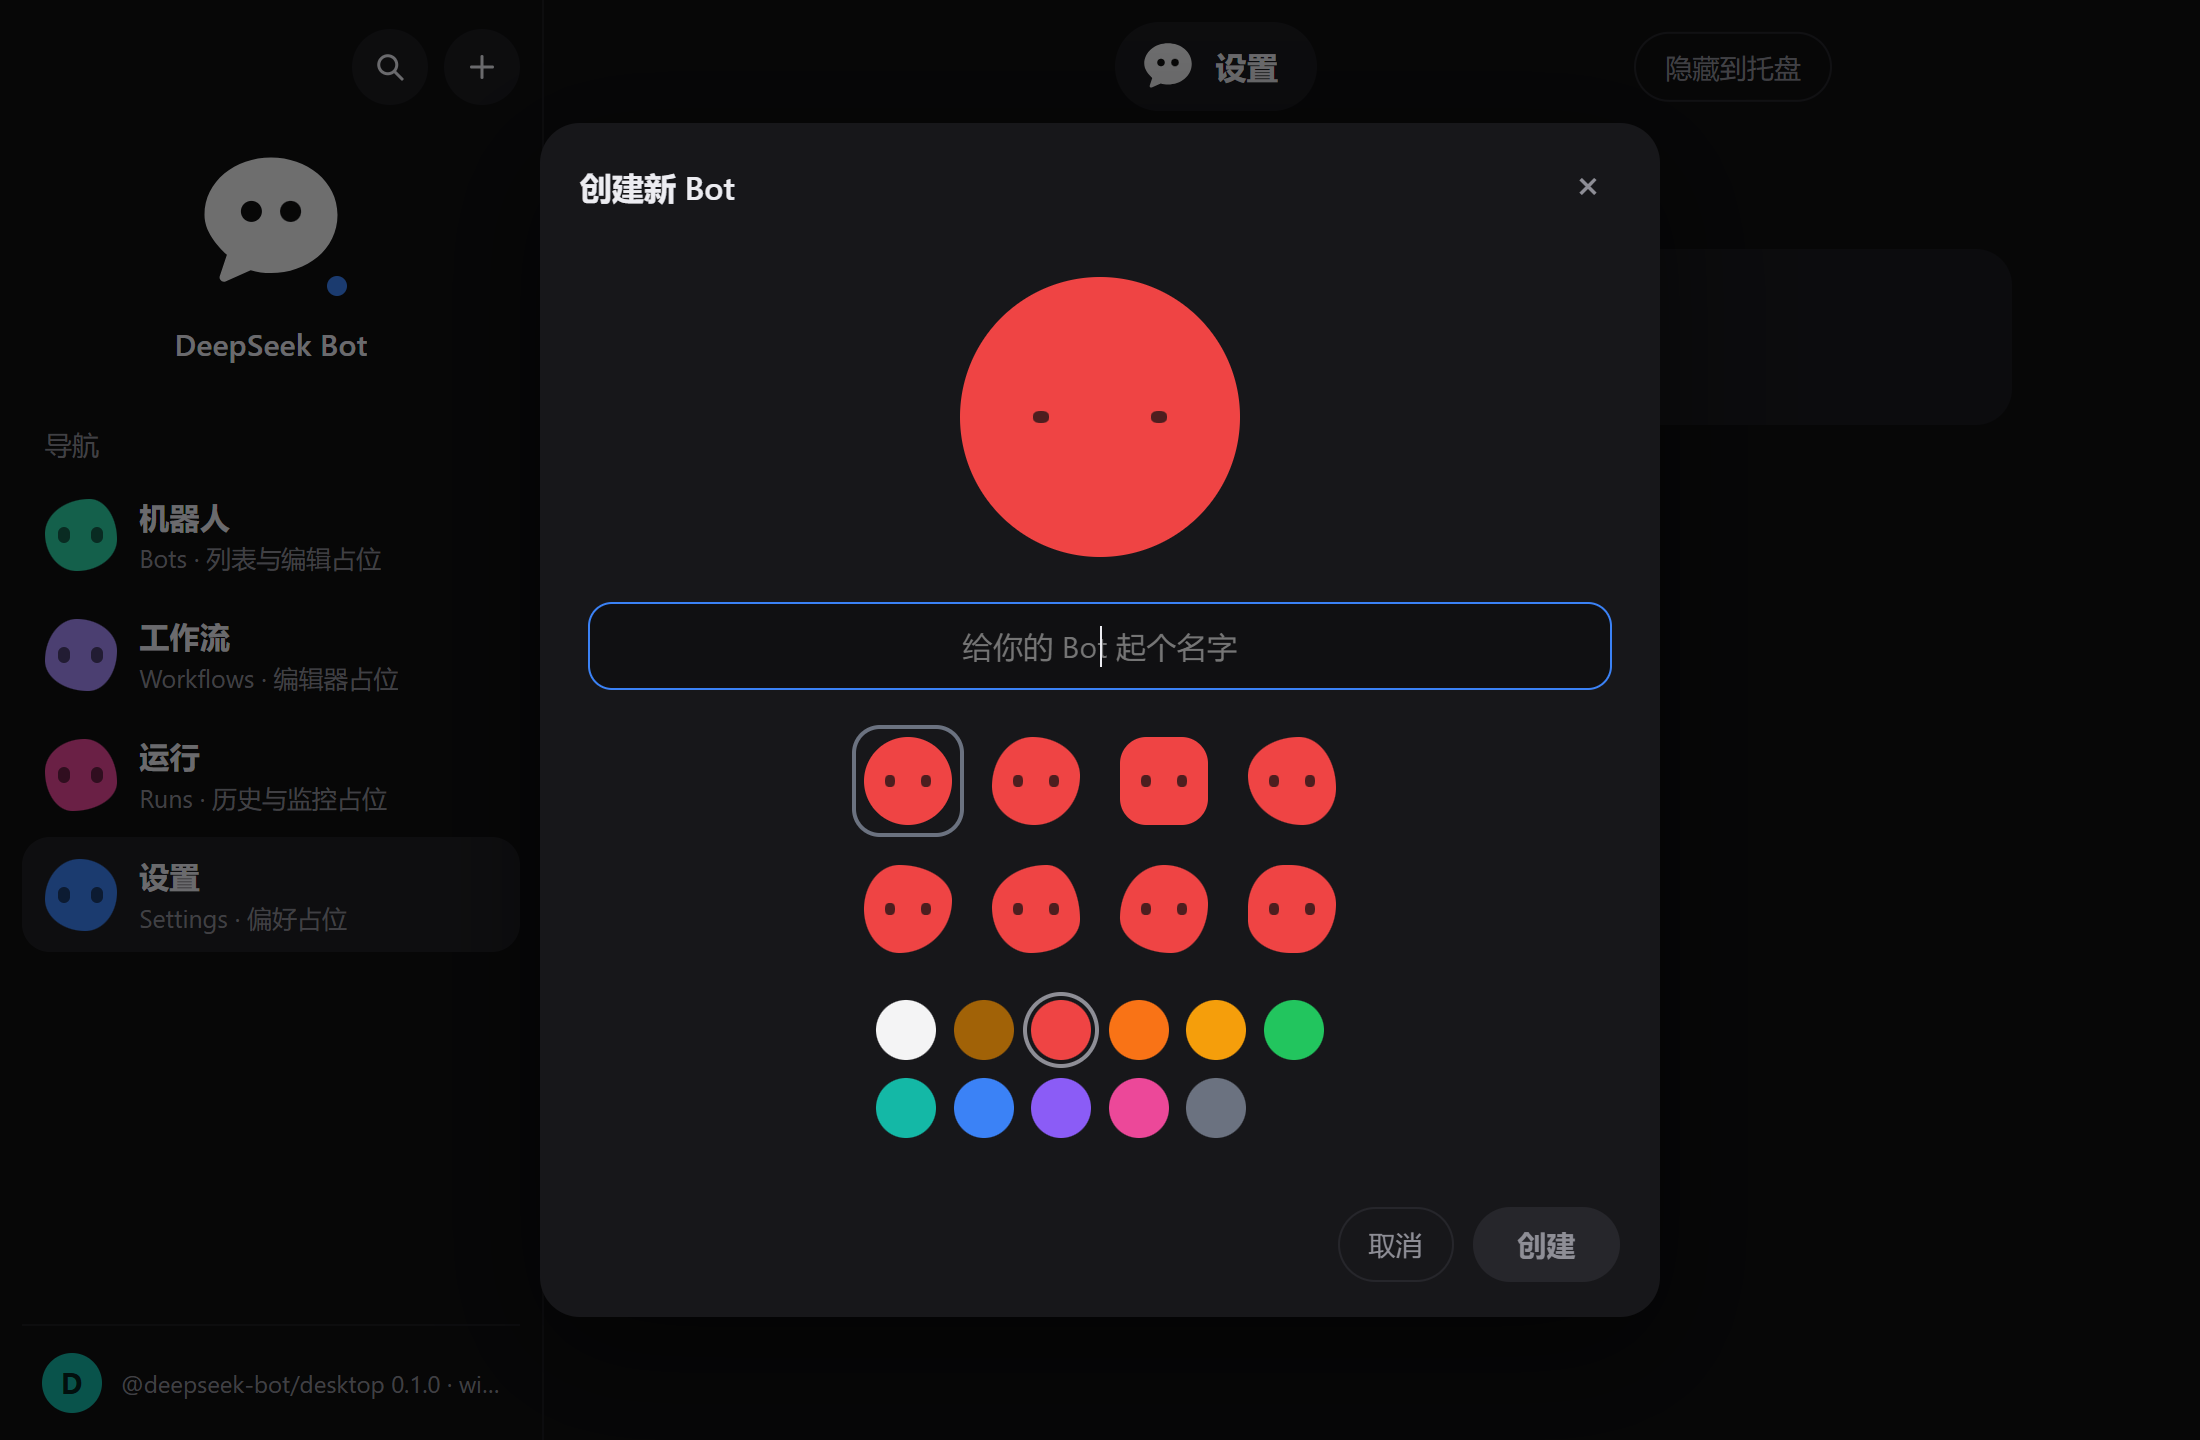 设置
隐藏到托盘
DeepSeek Bot
导航
机器人
Bots · 列表与编辑占位
工作流
Workflows · 编辑器占位
运行
Runs · 历史与监控占位
设置
Settings · 偏好占位
D
@deepseek-bot/desktop 0.1.0 · wi...
创建新 Bot
给你的 Bot 起个名字
取消
创建